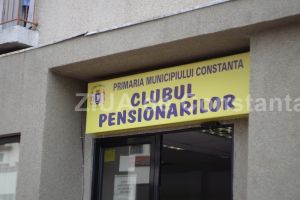 PRIMARIA MUNICIPIULUI CONSTANTA
CLUBUL
PENSIONARILOR